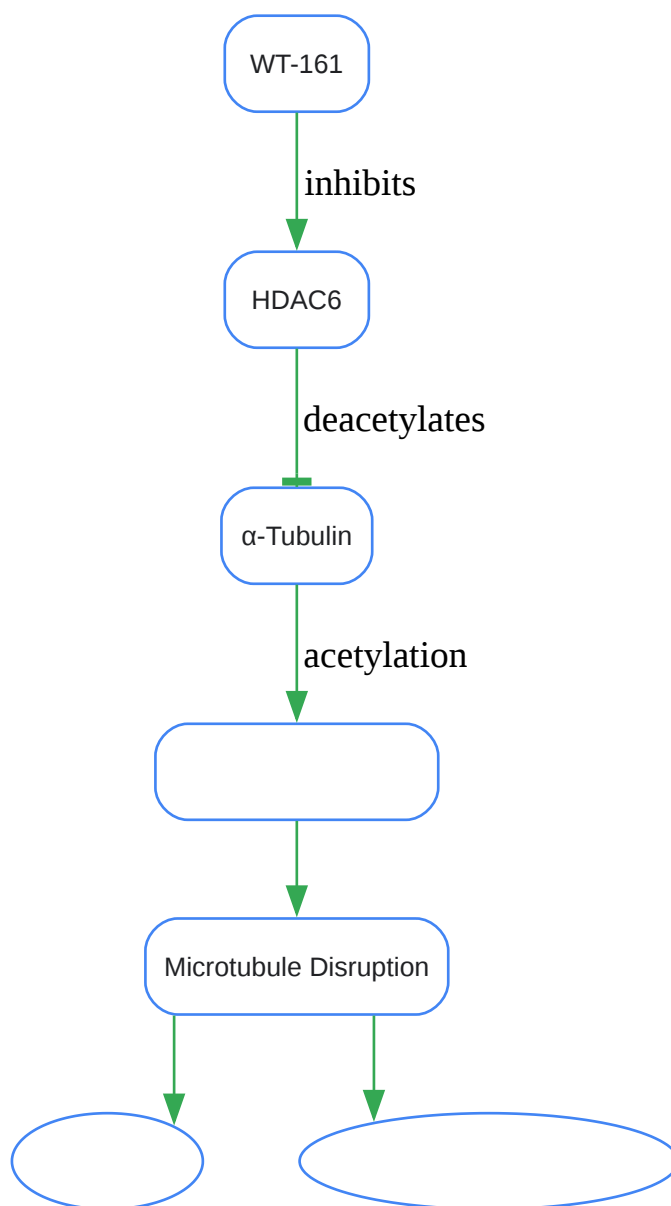 WT-161
inhibits
HDAC6
deacetylates
α-Tubulin
acetylation
Microtubule Disruption